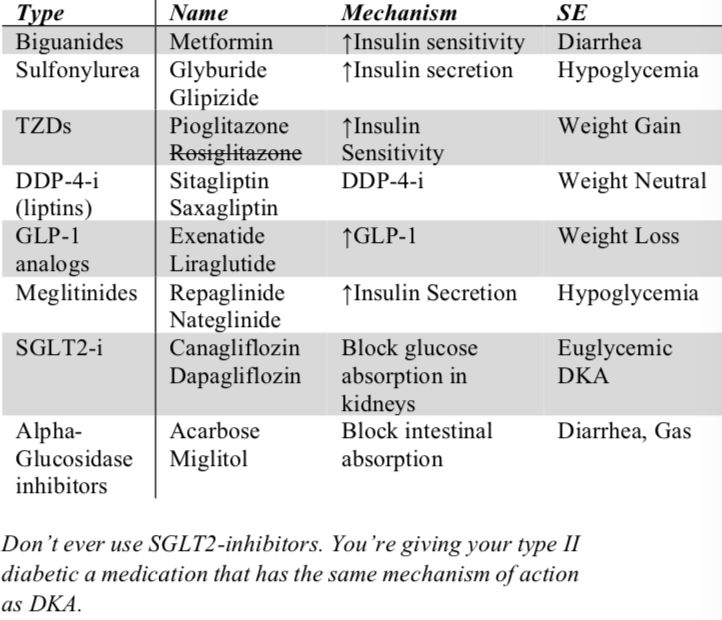 Type Name Mechanism SE
Biguanides Metformin ↑Insulin sensitivity Diarrhea
Sulfonylurea Glyburide ↑Insulin secretion Hypoglycemia
Glipizide
TZDs Pioglitazone ↑Insulin Weight Gain
Rosiglitazone Sensitivity
DDP-4-i Sitagliptin DDP-4-i Weight Neutral
(liptins) Saxagliptin
GLP-1 Exenatide ↑GLP-1 Weight Loss
analogs Liraglutide
Meglitinides Repaglinide ↑Insulin Secretion Hypoglycemia
Nateglinide
SGLT2-i Canagliflozin Block glucose Euglycemic
Dapagliflozin absorption in DKA
kidneys
Alpha- Acarbose Block intestinal Diarrhea, Gas
Glucosidase Miglitol absorption
inhibitors
Don't ever use SGLT2-inhibitors. You're giving your type II
diabetic a medication that has the same mechanism of action
as DKA.